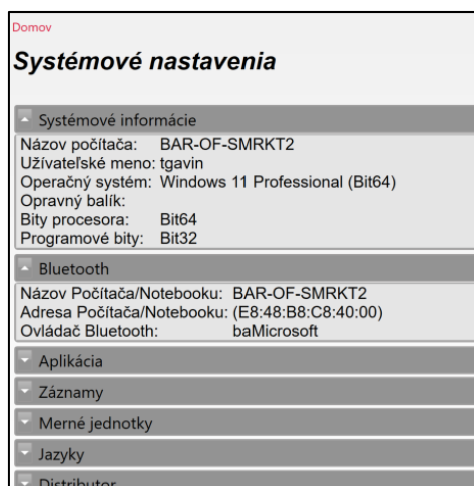 Domov
Systémové nastavenia
Systémové informácie
Názov počítača: BAR-OF-SMRKT2
Užívateľské meno: tgavin
Operačný systém: Windows 11 Professional (Bit64)
Opravný balík:
Bity procesora: Bit64
Programové bity: Bit32
Bluetooth
Názov Počítača/Notebooku: BAR-OF-SMRKT2
Adresa Počítača/Notebooku: (E8:48:B8:C8:40:00)
Ovládač Bluetooth: baMicrosoft
Aplikácia
Záznamy
Merné jednotky
Jazyky
Distributor